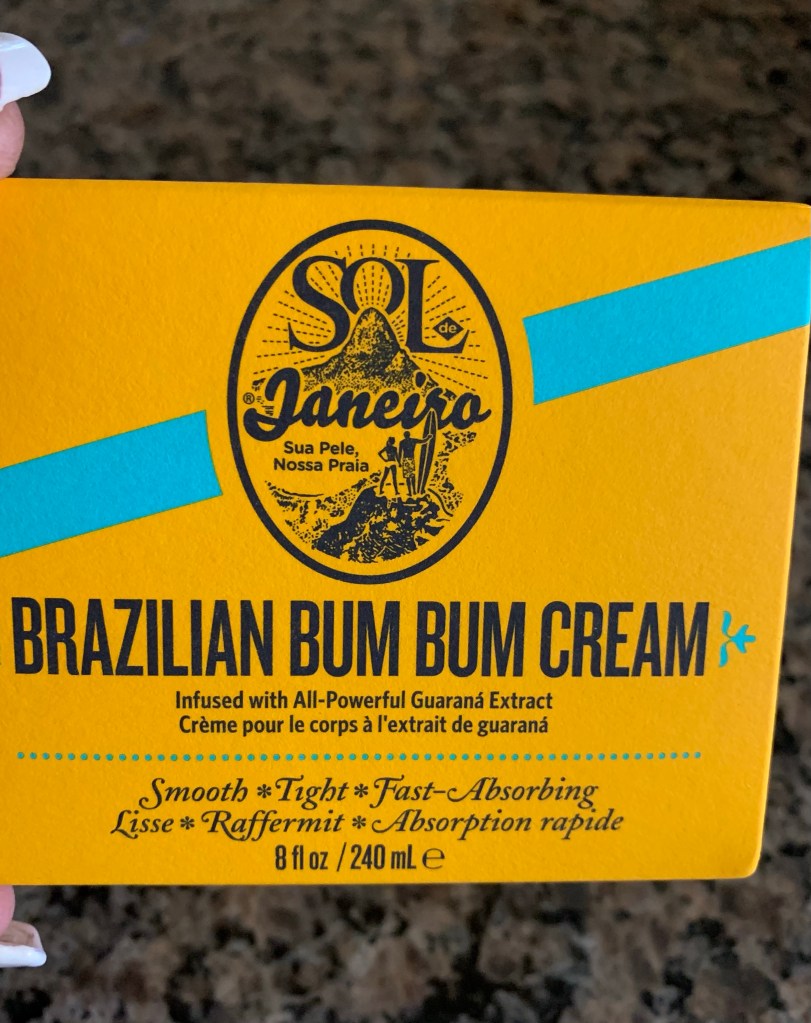 SOL
de
Janeiro
®
Sua Pele,
Nossa Praia
BRAZILIAN BUM BUM CREAM
Infused with All-Powerful Guaraná Extract
Crème pour le corps à l'extrait de guaraná
Smooth * Tight * Fast-Absorbing
Lisse * Raffermit * Absorption rapide
8 fl oz / 240 mL ℮